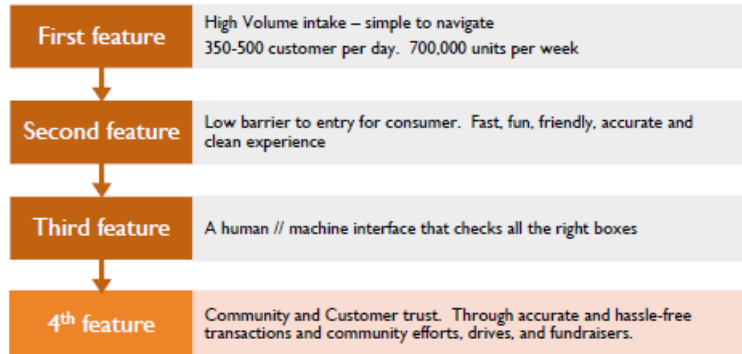 First feature
High Volume intake – simple to navigate
350-500 customer per day.  700,000 units per week
Second feature
Low barrier to entry for consumer.  Fast, fun, friendly, accurate and
clean experience
Third feature
A human // machine interface that checks all the right boxes
4th feature
Community and Customer trust.  Through accurate and hassle-free
transactions and community efforts, drives, and fundraisers.